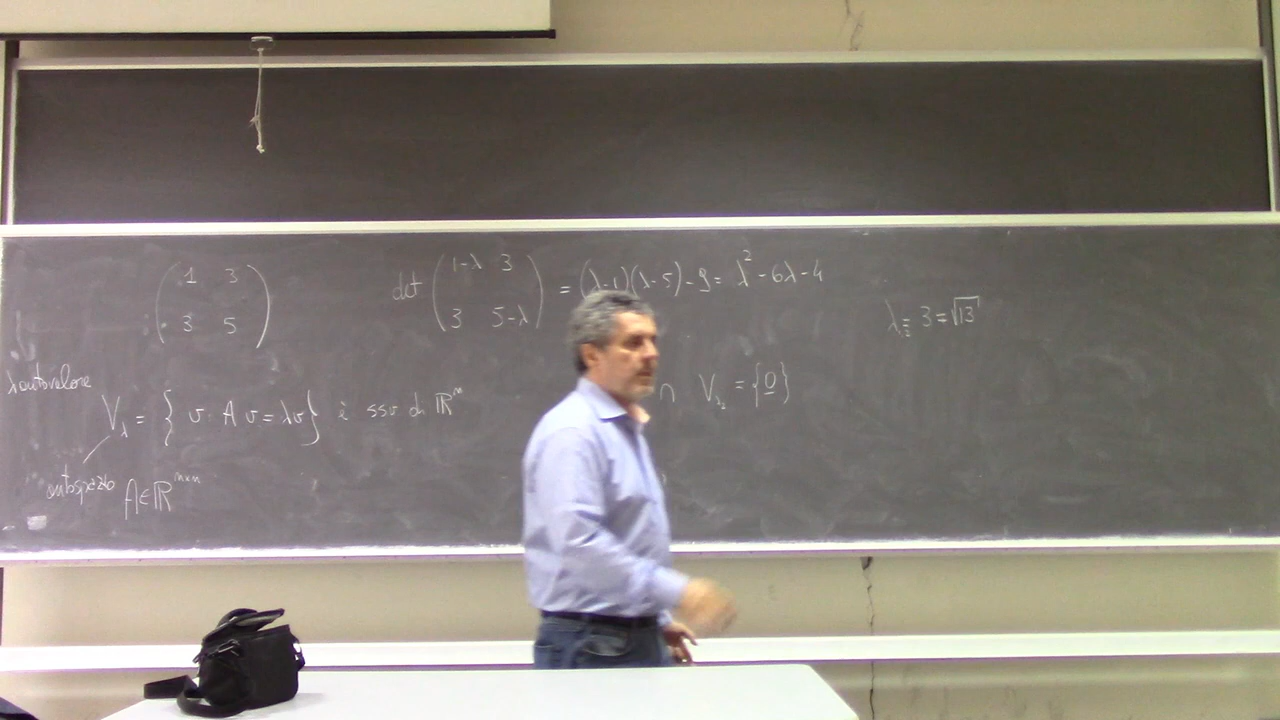 ( 1 3
3 5 )
det ( 1-λ 3
3 5-λ ) = (λ-1)(λ-5)-9 = λ² - 6λ - 4
λ = 3 = √13
λ autovalore
V_λ = { v : A v = λv } è ssv di ℝⁿ
∩ V_λ₂ = {0}
autospazio A ∈ ℝⁿˣⁿ